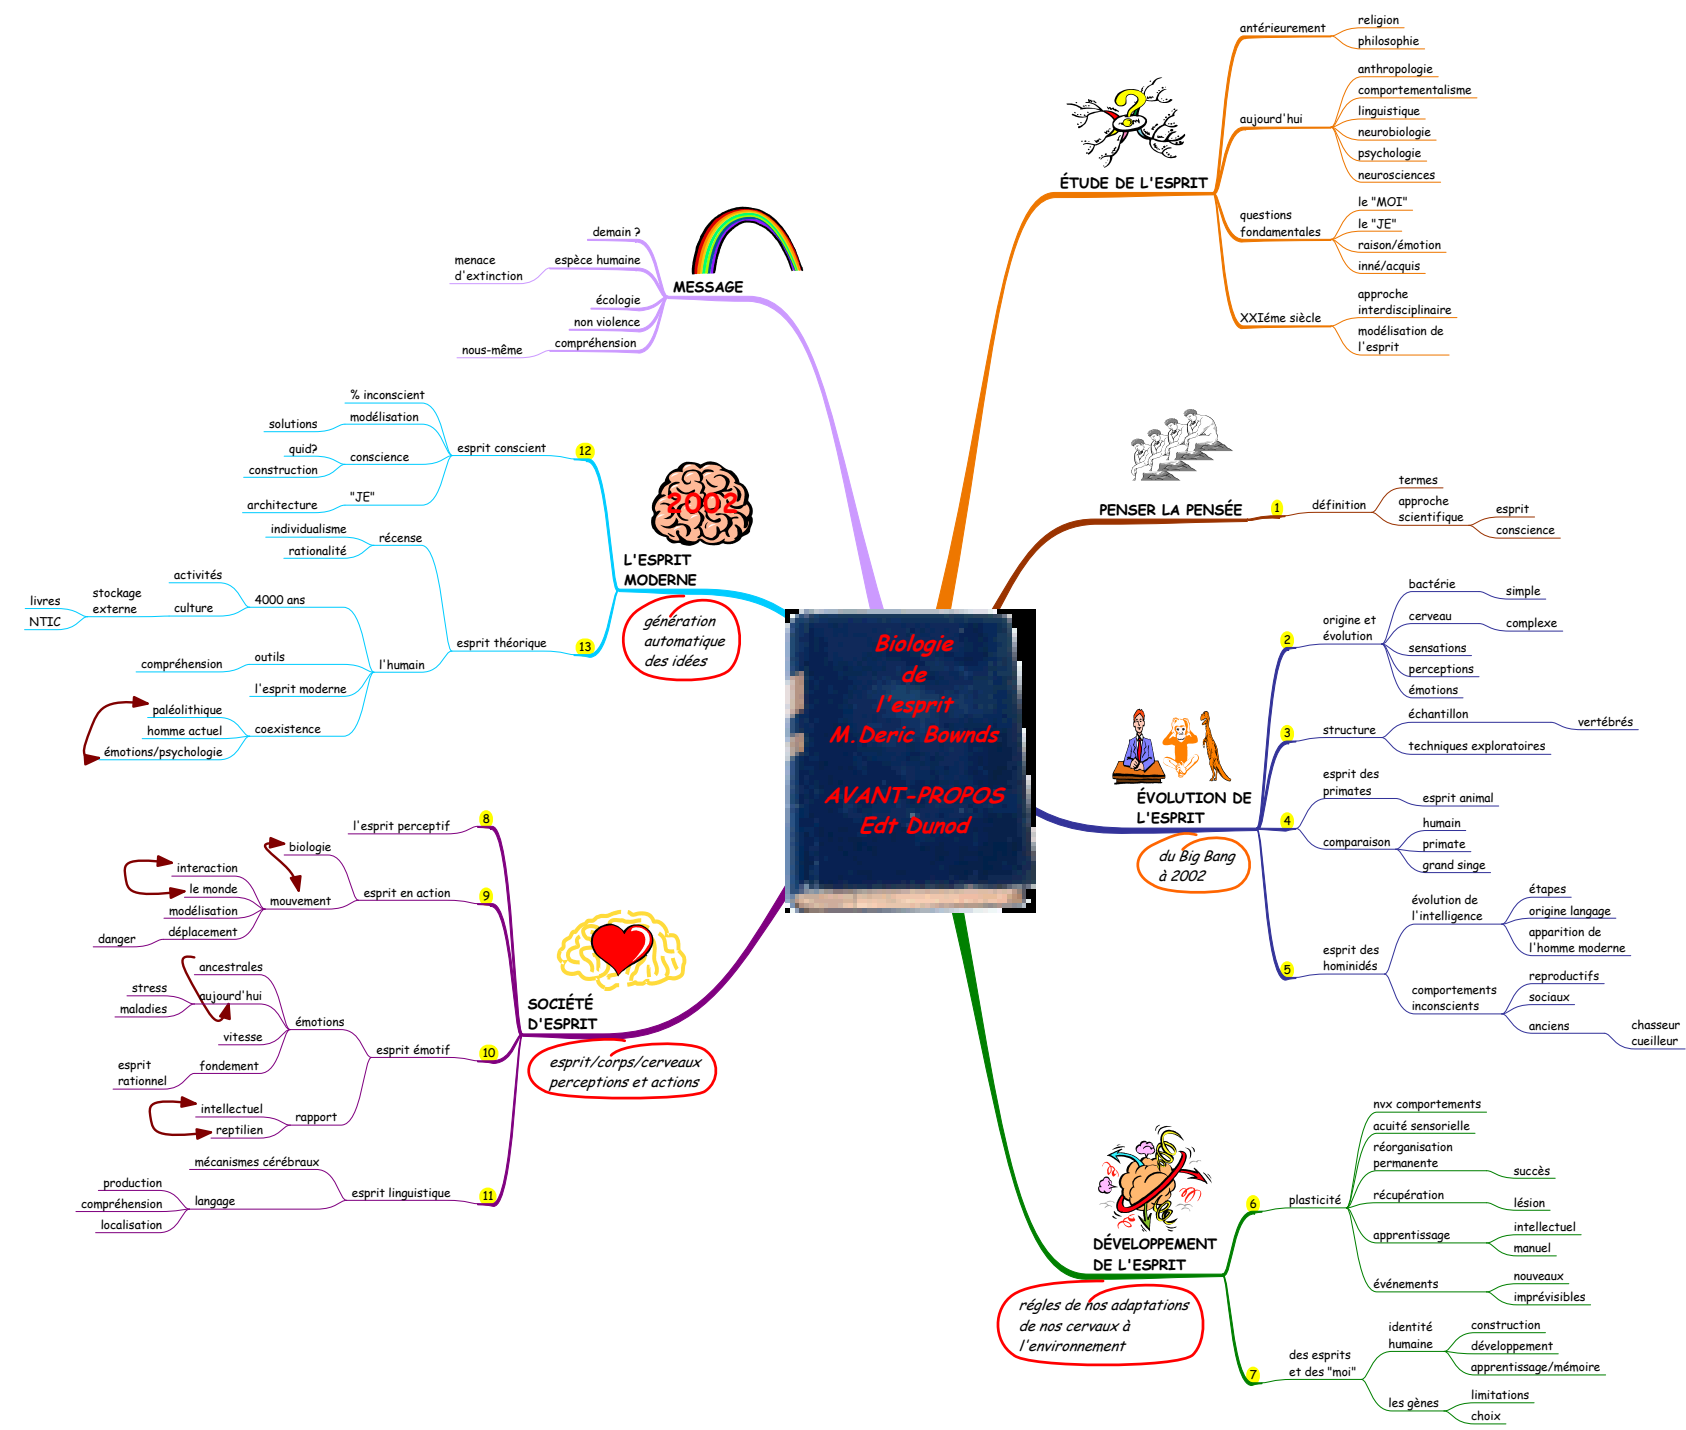 Biologie
de
l'esprit
M.Deric Bownds
AVANT-PROPOS
Edt Dunod
ÉTUDE DE L'ESPRIT
antérieurement
religion
philosophie
aujourd'hui
anthropologie
comportementalisme
linguistique
neurobiologie
psychologie
neurosciences
questions
fondamentales
le "MOI"
le "JE"
raison/émotion
inné/acquis
XXIéme siècle
approche
interdisciplinaire
modélisation de
l'esprit
PENSER LA PENSÉE
1
définition
termes
approche
scientifique
esprit
conscience
ÉVOLUTION DE
L'ESPRIT
du Big Bang
à 2002
2
origine et
évolution
bactérie
simple
cerveau
complexe
sensations
perceptions
émotions
3
structure
échantillon
vertébrés
techniques exploratoires
4
esprit des
primates
esprit animal
comparaison
humain
primate
grand singe
5
esprit des
hominidés
évolution de
l'intelligence
étapes
origine langage
apparition de
l'homme moderne
comportements
inconscients
reproductifs
sociaux
anciens
chasseur
cueilleur
DÉVELOPPEMENT
DE L'ESPRIT
régles de nos adaptations
de nos cervaux à
l'environnement
6
plasticité
nvx comportements
acuité sensorielle
réorganisation
permanente
succès
récupération
lésion
apprentissage
intellectuel
manuel
événements
nouveaux
imprévisibles
7
des esprits
et des "moi"
identité
humaine
construction
développement
apprentissage/mémoire
les gènes
limitations
choix
SOCIÉTÉ
D'ESPRIT
esprit/corps/cerveaux
perceptions et actions
8
l'esprit perceptif
9
esprit en action
biologie
mouvement
interaction
le monde
modélisation
déplacement
danger
10
esprit émotif
émotions
ancestrales
aujourd'hui
stress
maladies
vitesse
fondement
esprit
rationnel
rapport
intellectuel
reptilien
11
esprit linguistique
mécanismes cérébraux
langage
production
compréhension
localisation
L'ESPRIT
MODERNE
2002
génération
automatique
des idées
12
esprit conscient
% inconscient
modélisation
solutions
conscience
quid?
construction
"JE"
architecture
13
esprit théorique
récense
individualisme
rationalité
l'humain
4000 ans
activités
culture
stockage
externe
livres
NTIC
outils
compréhension
l'esprit moderne
coexistence
paléolithique
homme actuel
émotions/psychologie
MESSAGE
demain ?
espèce humaine
menace
d'extinction
écologie
non violence
compréhension
nous-même